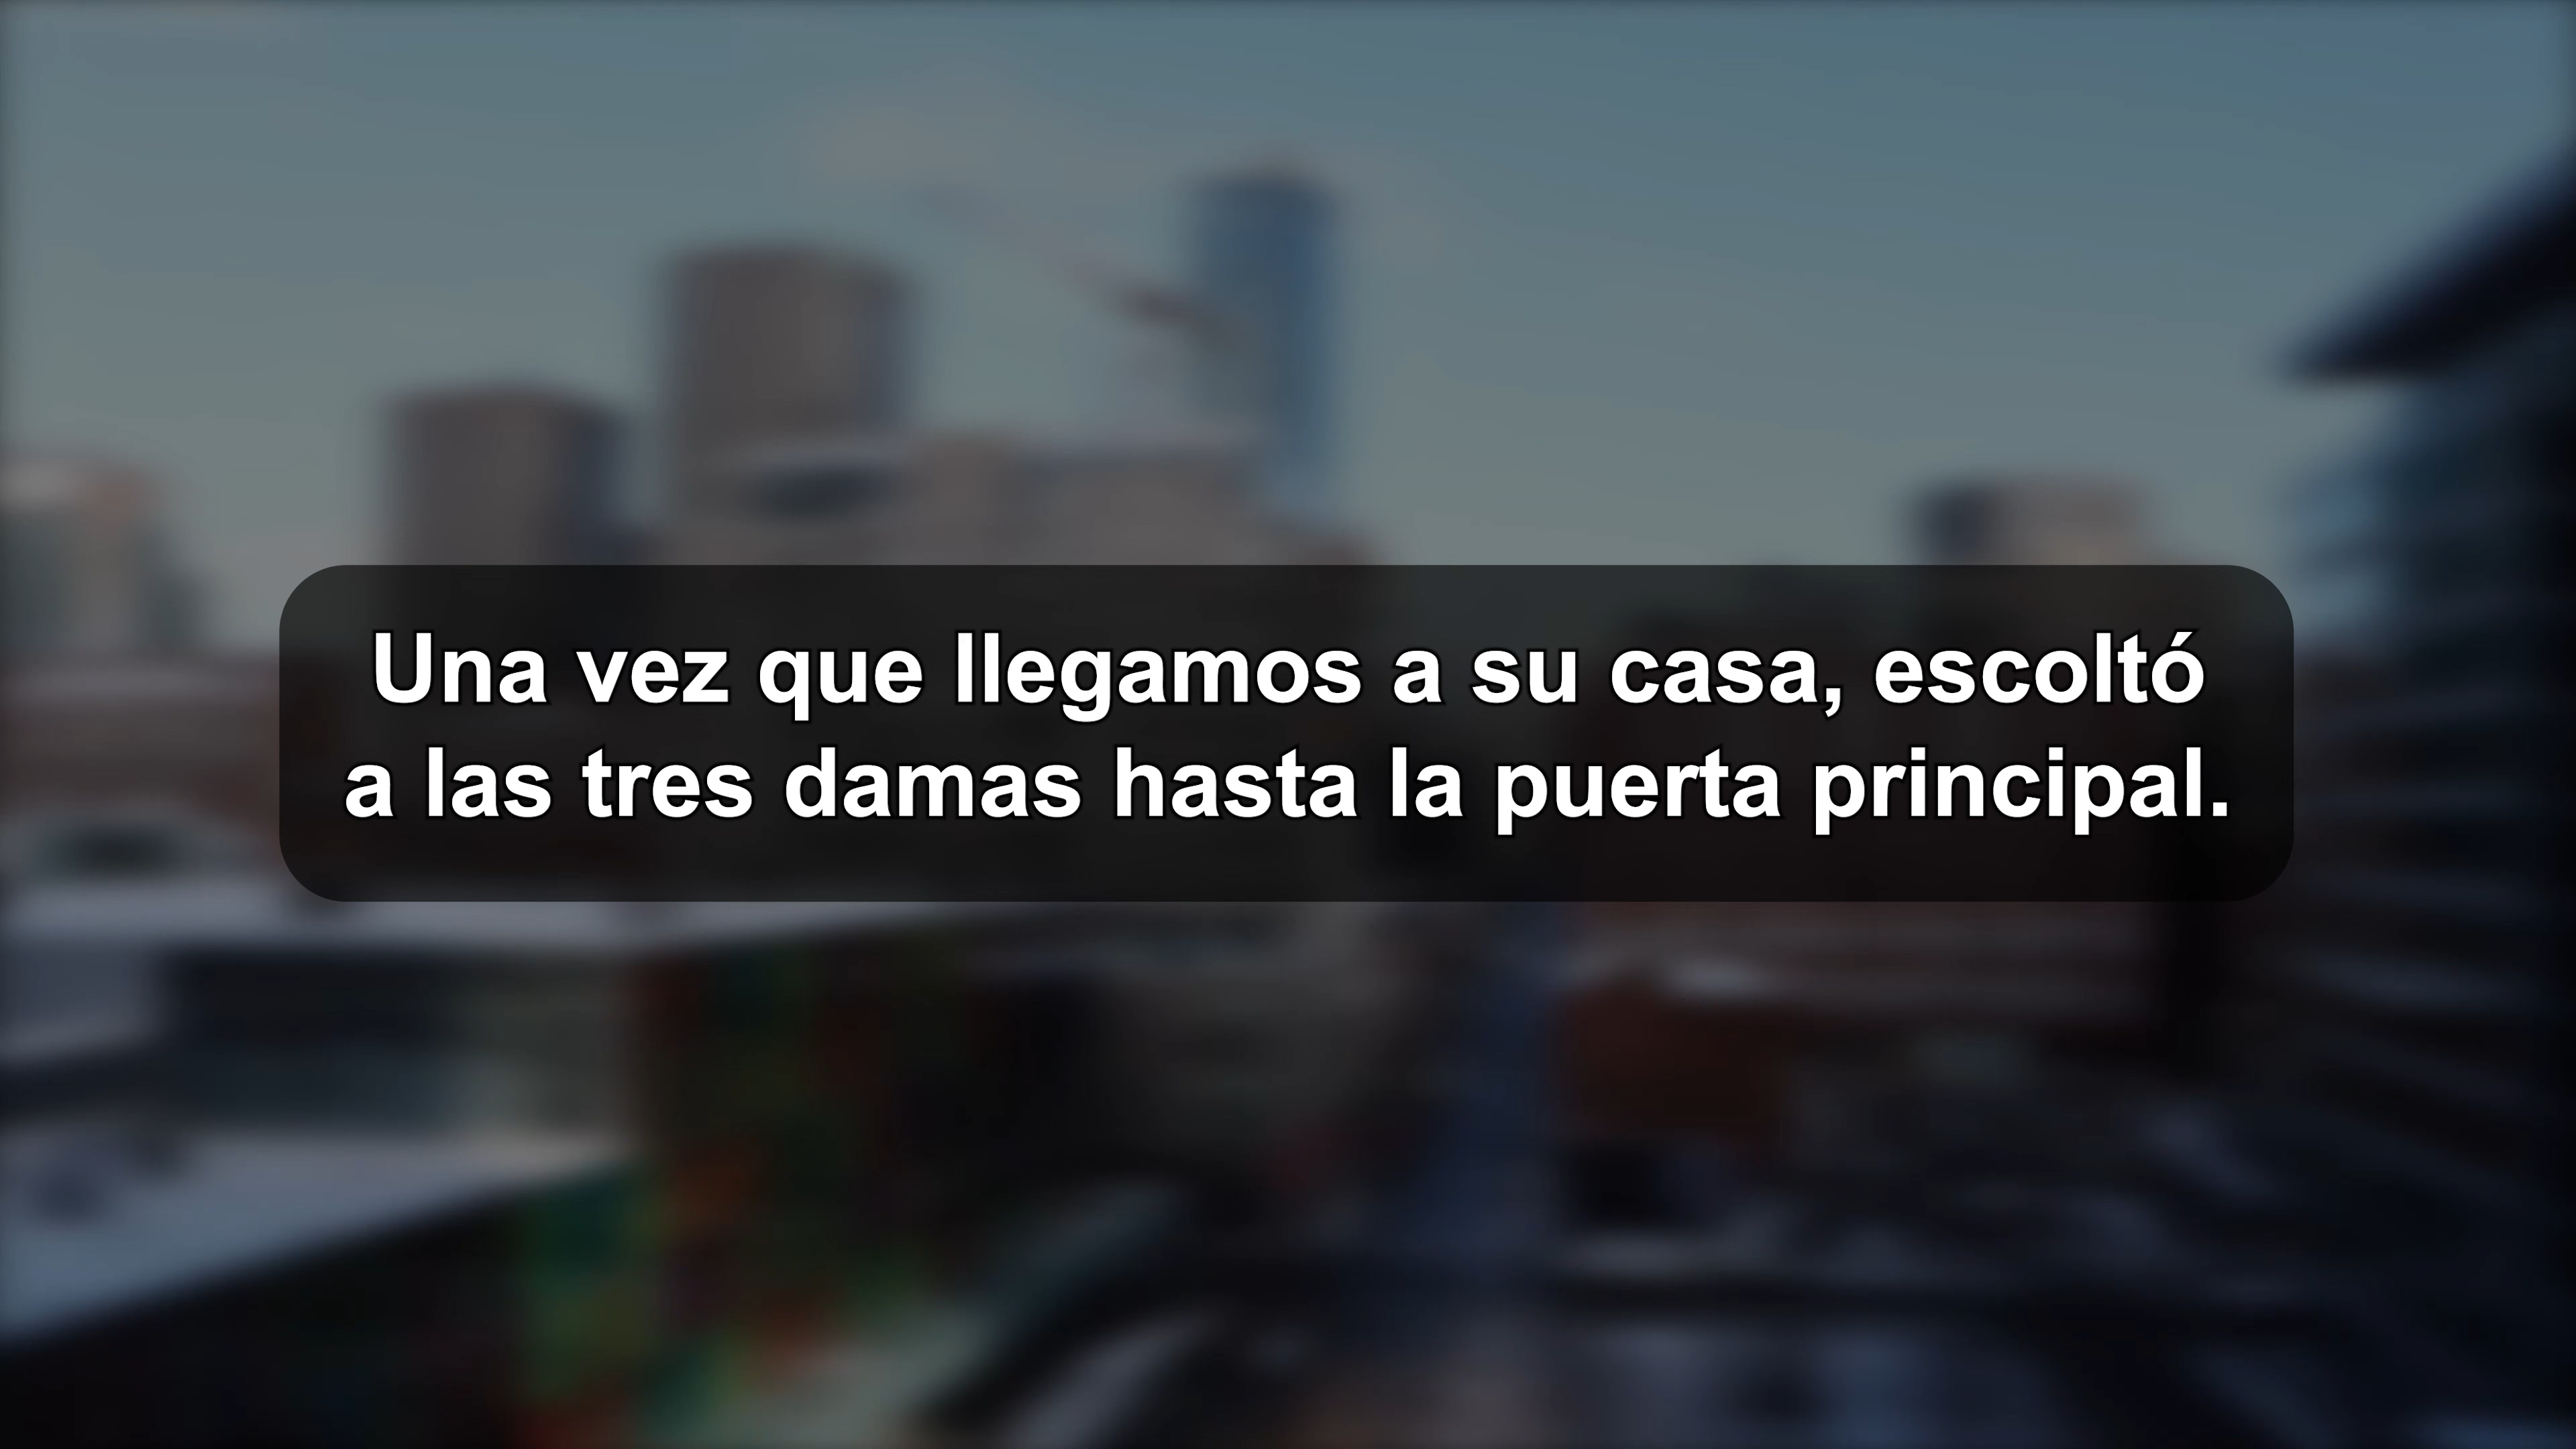 Una vez que llegamos a su casa, escoltó
a las tres damas hasta la puerta principal.